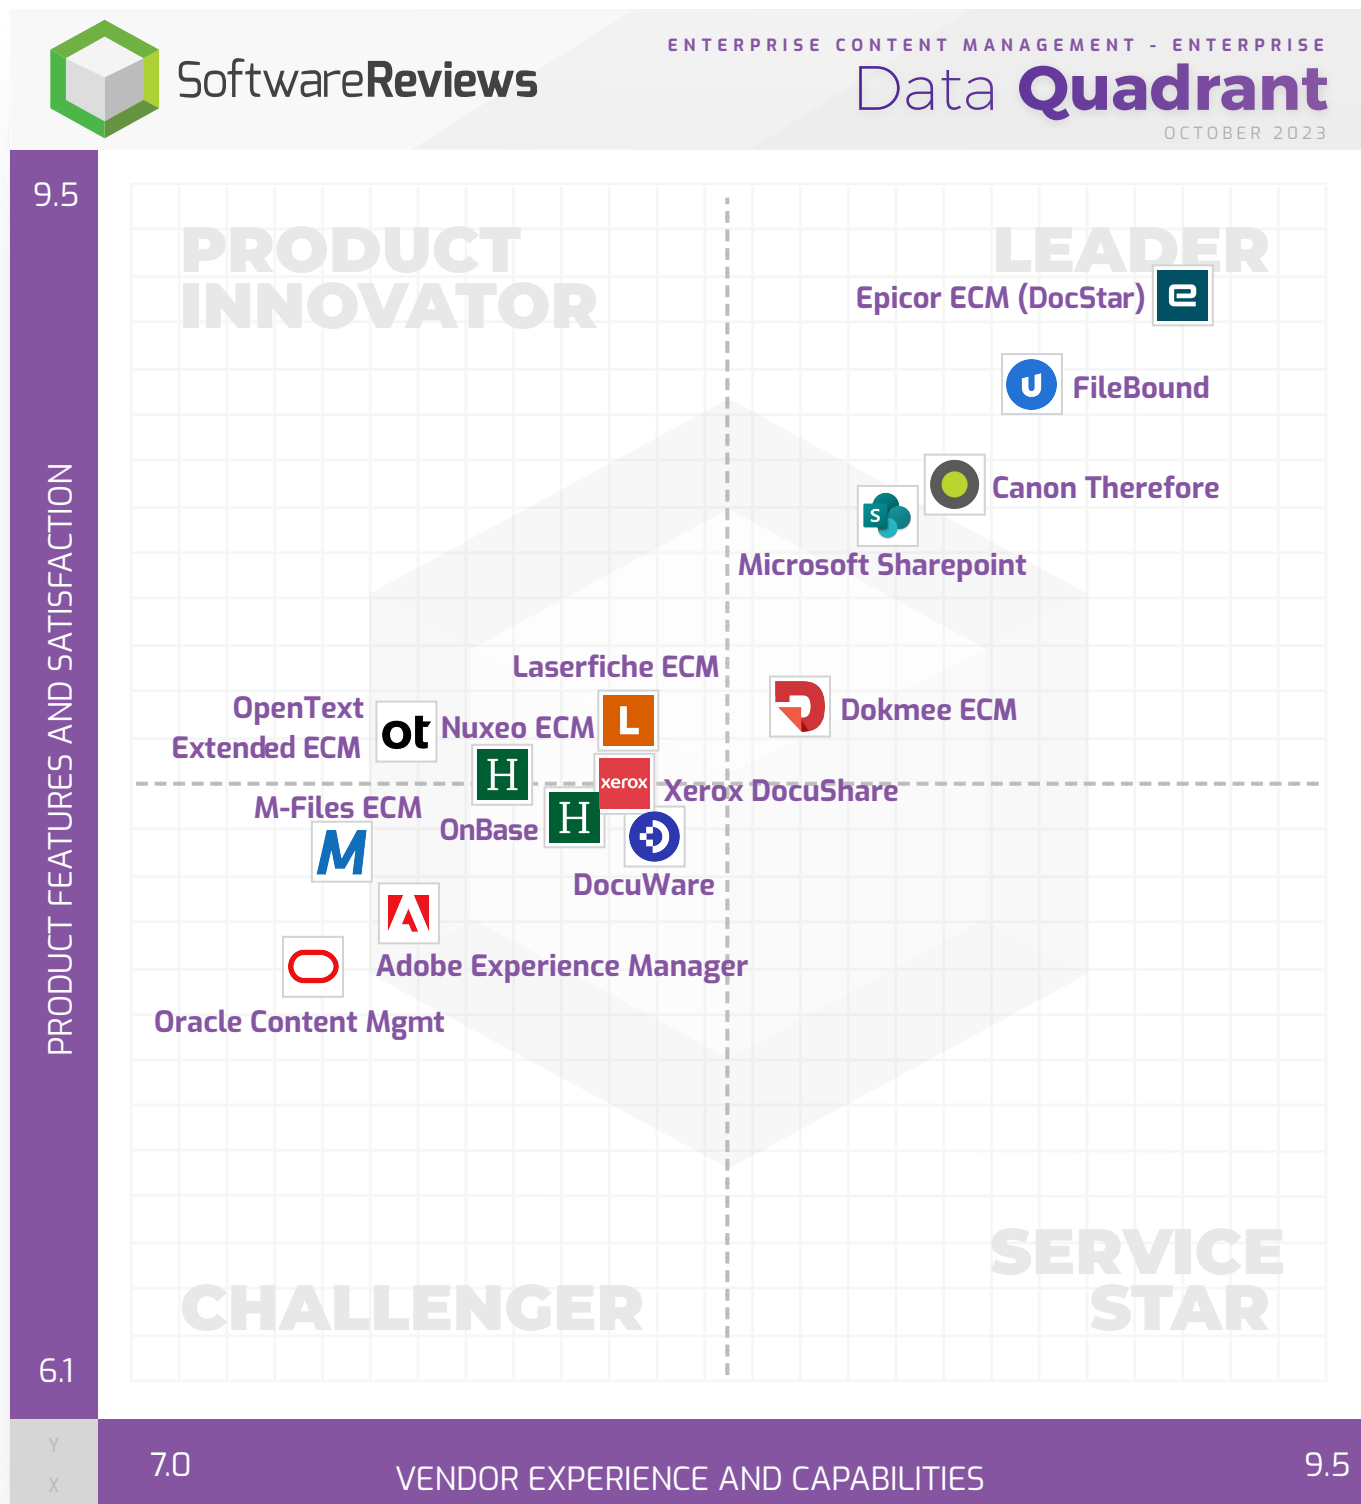 SoftwareReviews
ENTERPRISE CONTENT MANAGEMENT - ENTERPRISE
Data Quadrant
OCTOBER 2023
9.5
PRODUCT
INNOVATOR
LEADER
Epicor ECM (DocStar)
FileBound
Canon Therefore
S
Microsoft Sharepoint
PRODUCT FEATURES AND SATISFACTION
Laserfiche ECM
L
OpenText
Extended ECM
ot
Nuxeo ECM
H
Dokmee ECM
xerox
Xerox DocuShare
M-Files ECM
M
OnBase
H
DocuWare
Adobe Experience Manager
Oracle Content Mgmt
SERVICE
STAR
CHALLENGER
6.1
Y
X
7.0
VENDOR EXPERIENCE AND CAPABILITIES
9.5